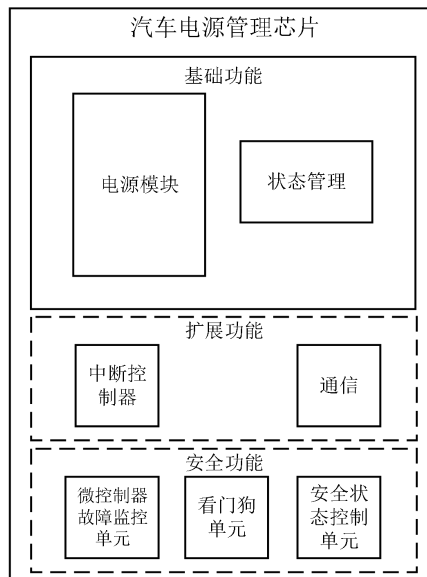 汽车电源管理芯片
基础功能
电源模块
状态管理
扩展功能
中断控
制器
通信
安全功能
微控制器
故障监控
单元
看门狗
单元
安全状
态控制
单元